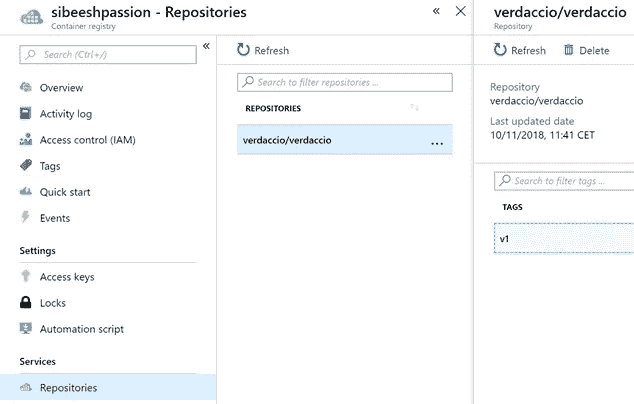 sibeeshpassion - Repositories
Container registry
Search (Ctrl+/)
Overview
Activity log
Access control (IAM)
Tags
Quick start
Events
Settings
Access keys
Locks
Automation script
Services
Repositories
Refresh
Search to filter repositories ...
REPOSITORIES
verdaccio/verdaccio
...
verdaccio/verdaccio
Repository
Refresh
Delete
Repository
verdaccio/verdaccio
Last updated date
10/11/2018, 11:41 CET
Search to filter tags ...
TAGS
v1